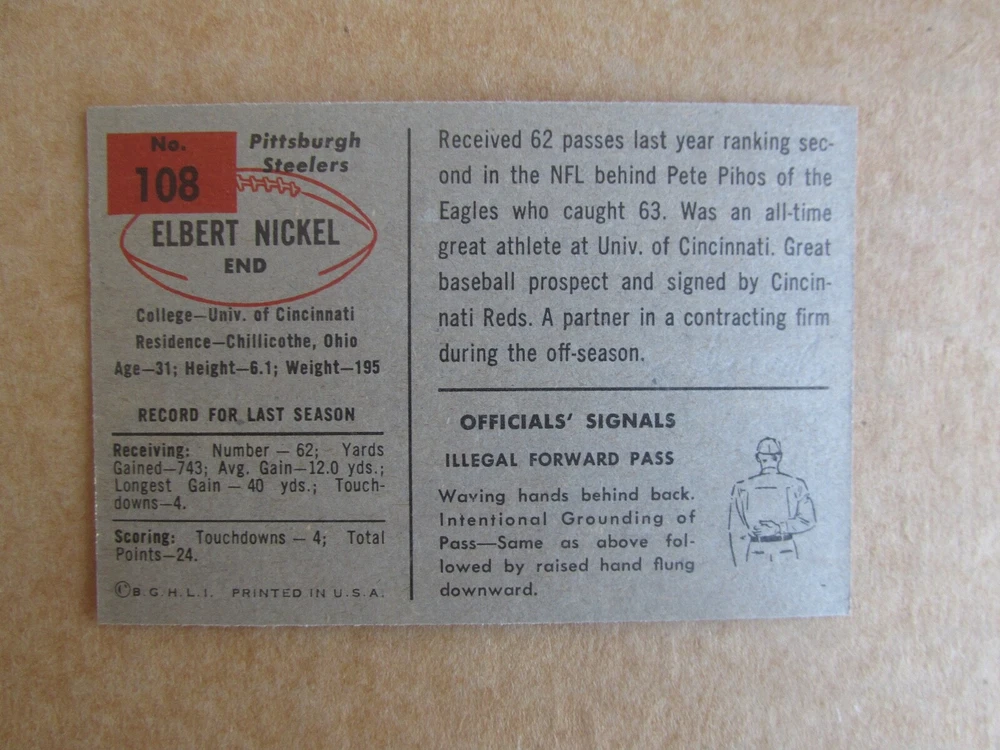 No.
108
Pittsburgh
Steelers
ELBERT NICKEL
END
College—Univ. of Cincinnati
Residence—Chillicothe, Ohio
Age—31; Height—6.1; Weight—195
RECORD FOR LAST SEASON
Receiving: Number — 62; Yards
Gained—743; Avg. Gain—12.0 yds.;
Longest Gain — 40 yds.; Touch-
downs—4.
Scoring: Touchdowns — 4; Total
Points—24.
©B.G.H.L.I. PRINTED IN U.S.A.
Received 62 passes last year ranking sec-
ond in the NFL behind Pete Pihos of the
Eagles who caught 63. Was an all-time
great athlete at Univ. of Cincinnati. Great
baseball prospect and signed by Cincin-
nati Reds. A partner in a contracting firm
during the off-season.
OFFICIALS' SIGNALS
ILLEGAL FORWARD PASS
Waving hands behind back.
Intentional Grounding of
Pass—Same as above fol-
lowed by raised hand flung
downward.